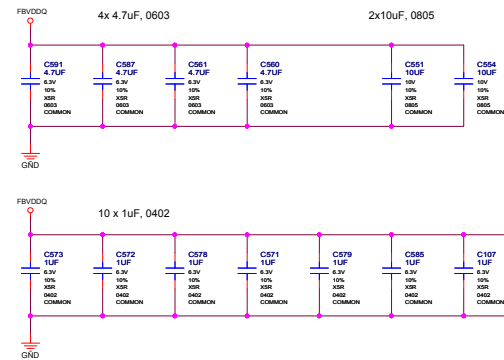 FBVDDQ
4x 4.7uF, 0603
2x10uF, 0805
C591
4.7UF
6.3V
10%
X5R
0603
COMMON
C587
4.7UF
6.3V
10%
X5R
0603
COMMON
C561
4.7UF
6.3V
10%
X5R
0603
COMMON
C560
4.7UF
6.3V
10%
X5R
0603
COMMON
C551
10UF
10V
10%
X5R
0805
COMMON
C554
10UF
10V
10%
X5R
0805
COMMON
GND
FBVDDQ
10 x 1uF, 0402
C573
1UF
6.3V
10%
X5R
0402
COMMON
C572
1UF
6.3V
10%
X5R
0402
COMMON
C578
1UF
6.3V
10%
X5R
0402
COMMON
C571
1UF
6.3V
10%
X5R
0402
COMMON
C579
1UF
6.3V
10%
X5R
0402
COMMON
C585
1UF
6.3V
10%
X5R
0402
COMMON
C107
1UF
6.3V
10%
X5R
0402
COMMON
GND